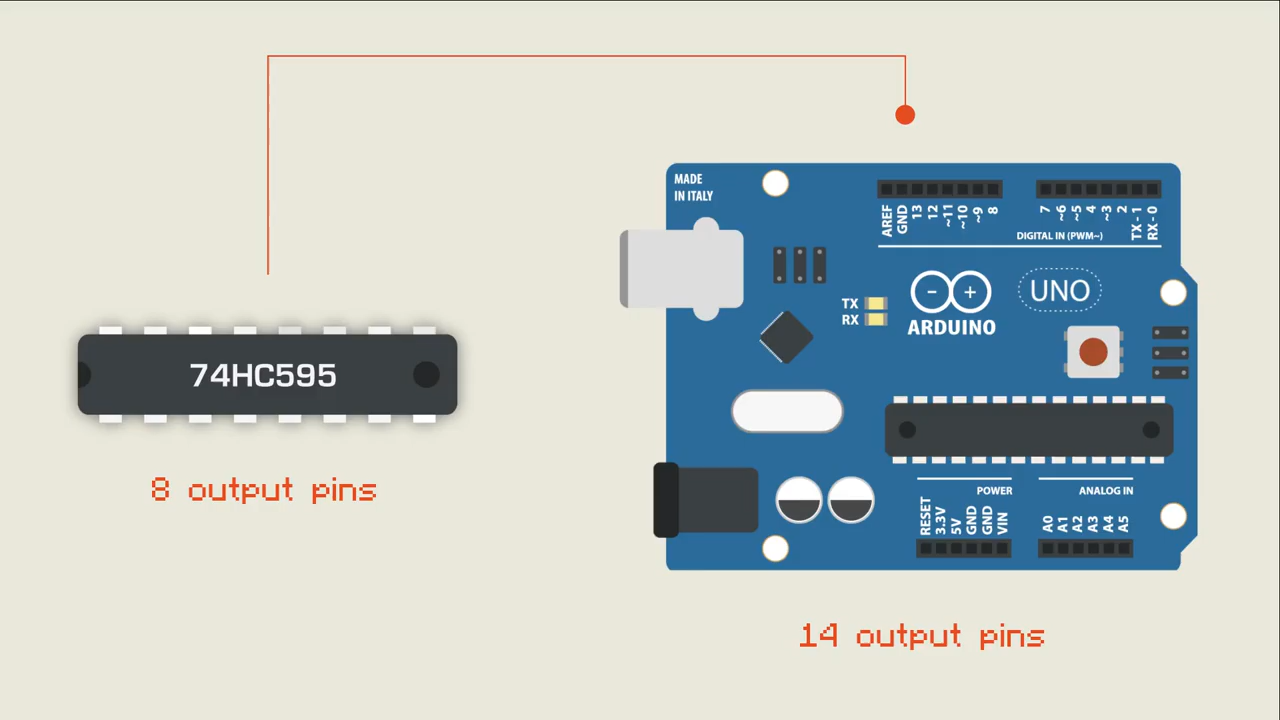 MADE
IN ITALY
AREF
GND
13
12
~11
~10
~9
8
7
~6
~5
4
~3
2
TX - 1
RX - 0
DIGITAL IN (PWM~)
TX
RX
- +
ARDUINO
UNO
74HC595
8 output pins
POWER
ANALOG IN
RESET
3.3V
5V
GND
GND
VIN
A0
A1
A2
A3
A4
A5
14 output pins